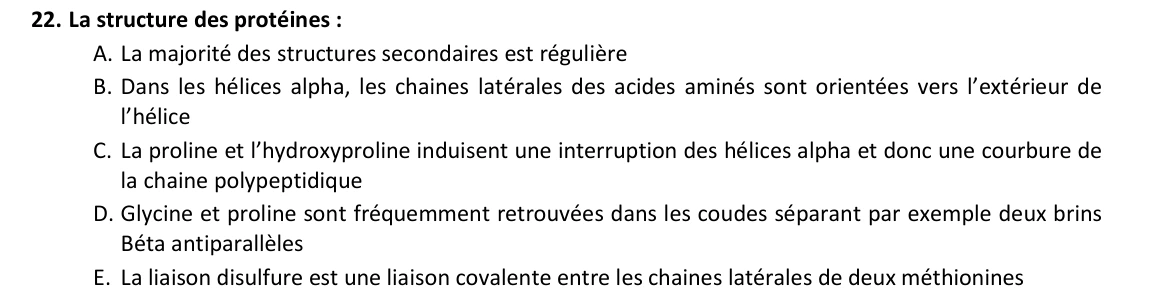 22. La structure des protéines :
A. La majorité des structures secondaires est régulière
B. Dans les hélices alpha, les chaines latérales des acides aminés sont orientées vers l’extérieur de
l’hélice
C. La proline et l’hydroxyproline induisent une interruption des hélices alpha et donc une courbure de
la chaine polypeptidique
D. Glycine et proline sont fréquemment retrouvées dans les coudes séparant par exemple deux brins
Béta antiparallèles
E. La liaison disulfure est une liaison covalente entre les chaines latérales de deux méthionines